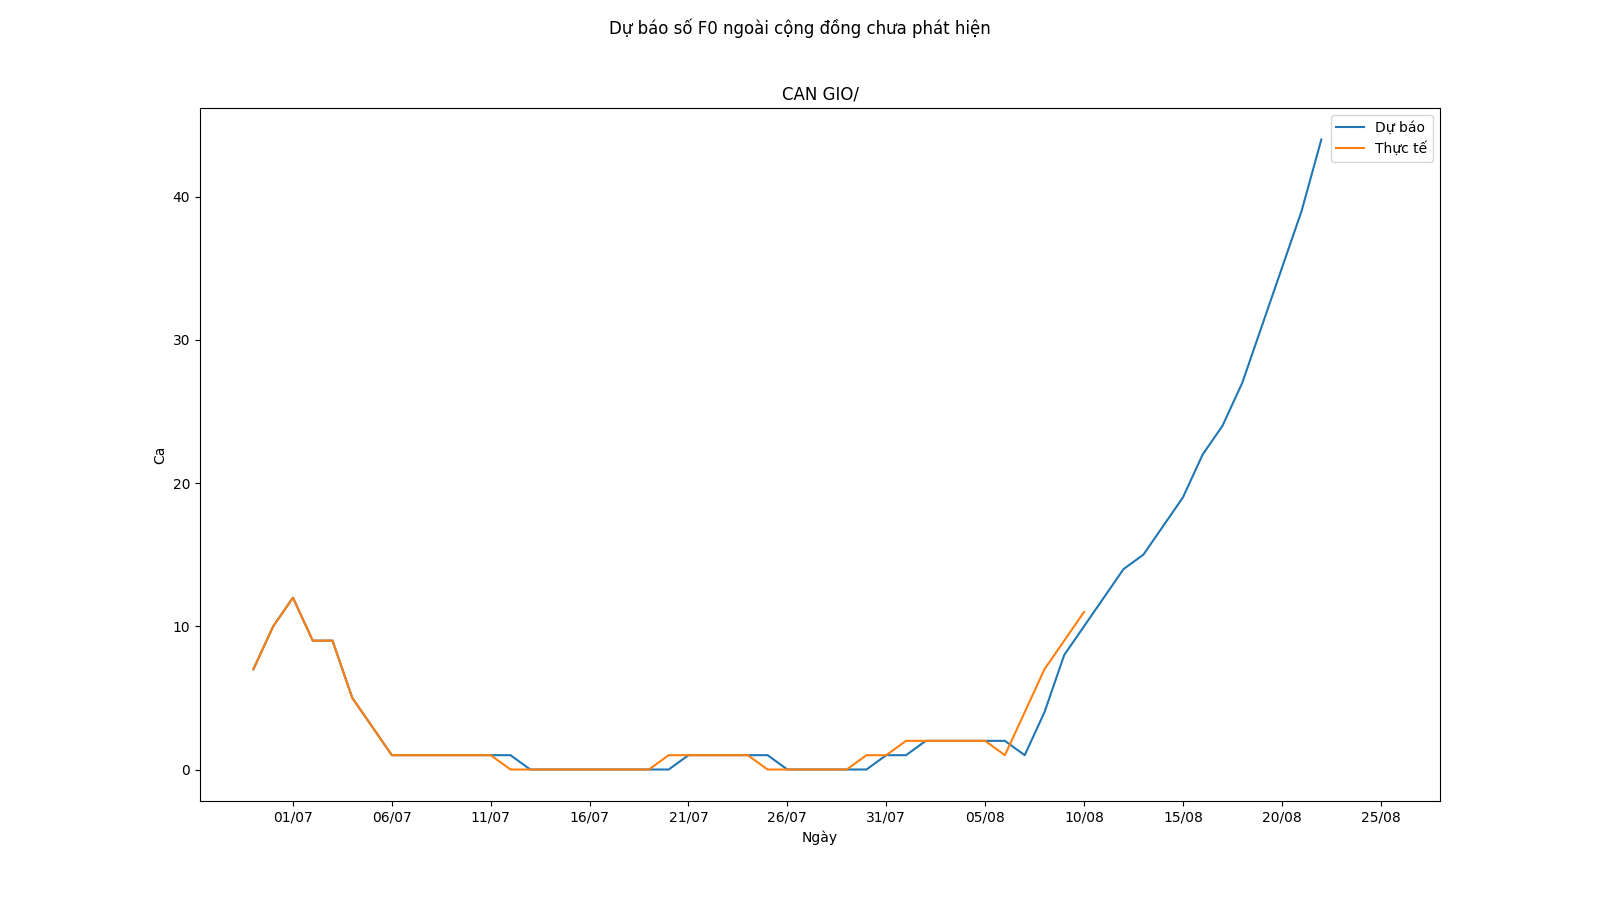 Dự báo số F0 ngoài cộng đồng chưa phát hiện
CAN GIO/
Dự báo
Thực tế
40
30
20
10
0
Ca
01/07 06/07 11/07 16/07 21/07 26/07 31/07 05/08 10/08 15/08 20/08 25/08
Ngày